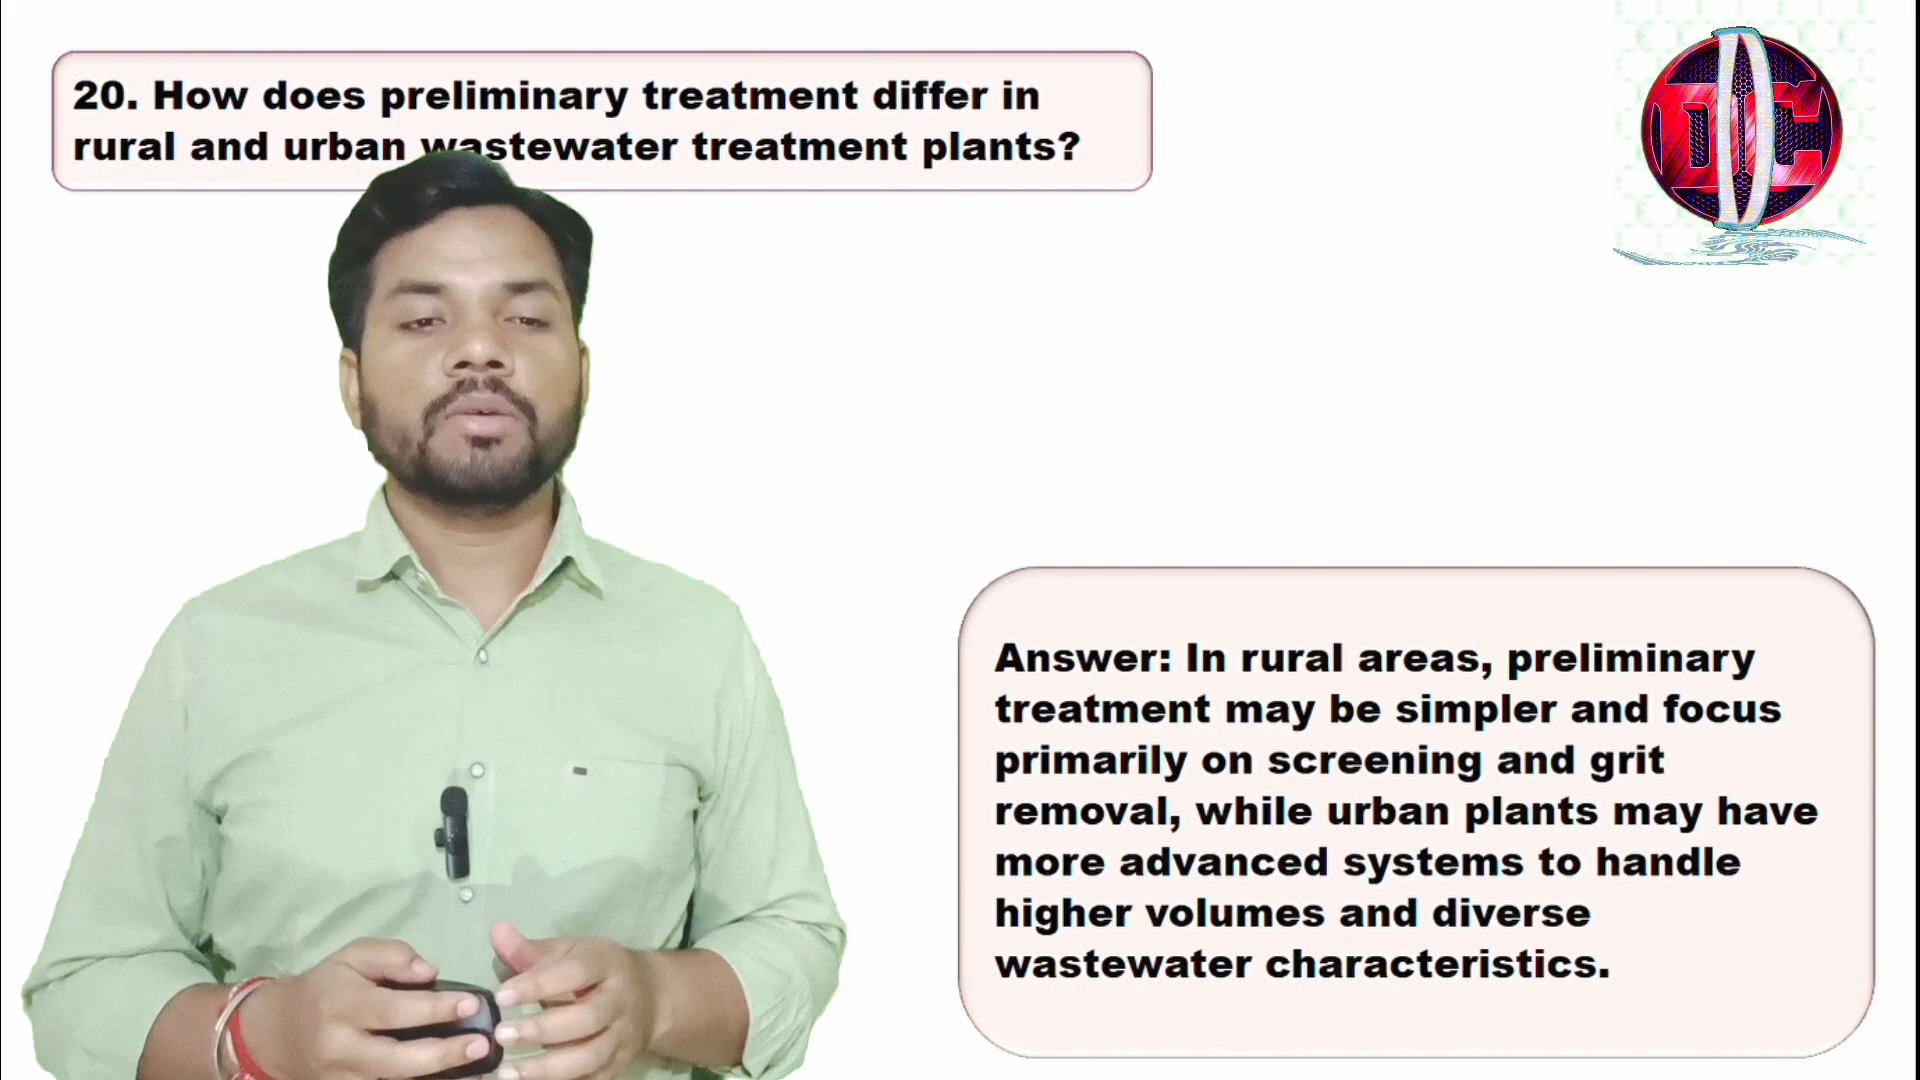 20. How does preliminary treatment differ in
rural and urban wastewater treatment plants?
DC
Answer: In rural areas, preliminary
treatment may be simpler and focus
primarily on screening and grit
removal, while urban plants may have
more advanced systems to handle
higher volumes and diverse
wastewater characteristics.